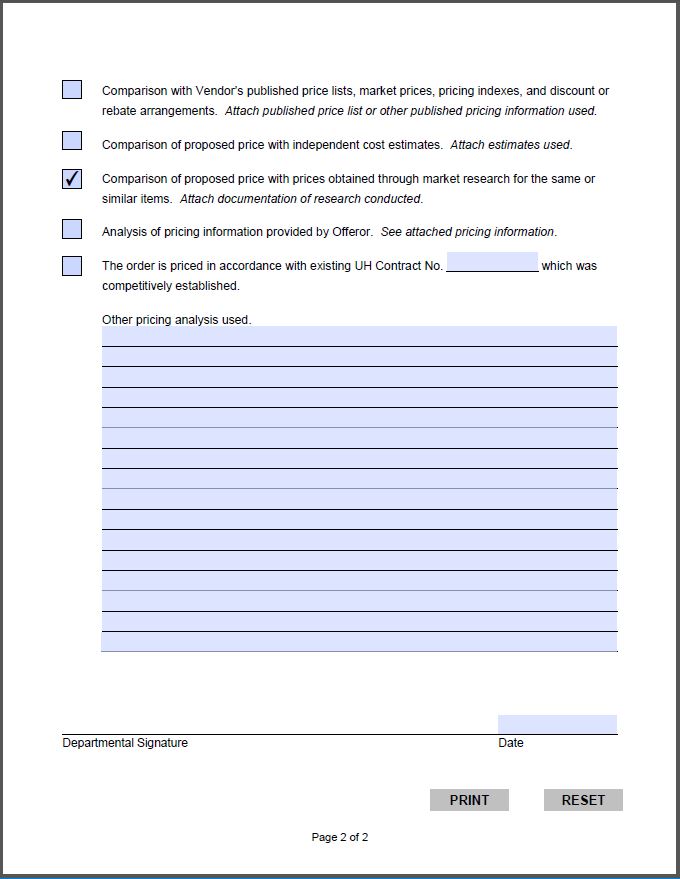 Comparison with Vendor's published price lists, market prices, pricing indexes, and discount or
rebate arrangements. Attach published price list or other published pricing information used.
Comparison of proposed price with independent cost estimates. Attach estimates used.
✓ Comparison of proposed price with prices obtained through market research for the same or
similar items. Attach documentation of research conducted.
Analysis of pricing information provided by Offeror. See attached pricing information.
The order is priced in accordance with existing UH Contract No. which was
competitively established.
Other pricing analysis used.
Departmental Signature Date
PRINT RESET
Page 2 of 2